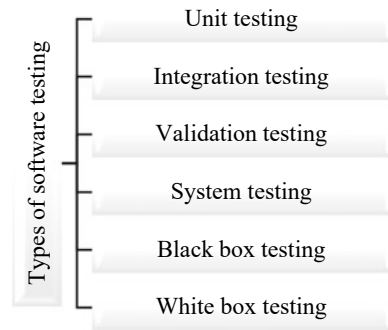 Types of software testing
Unit testing
Integration testing
Validation testing
System testing
Black box testing
White box testing